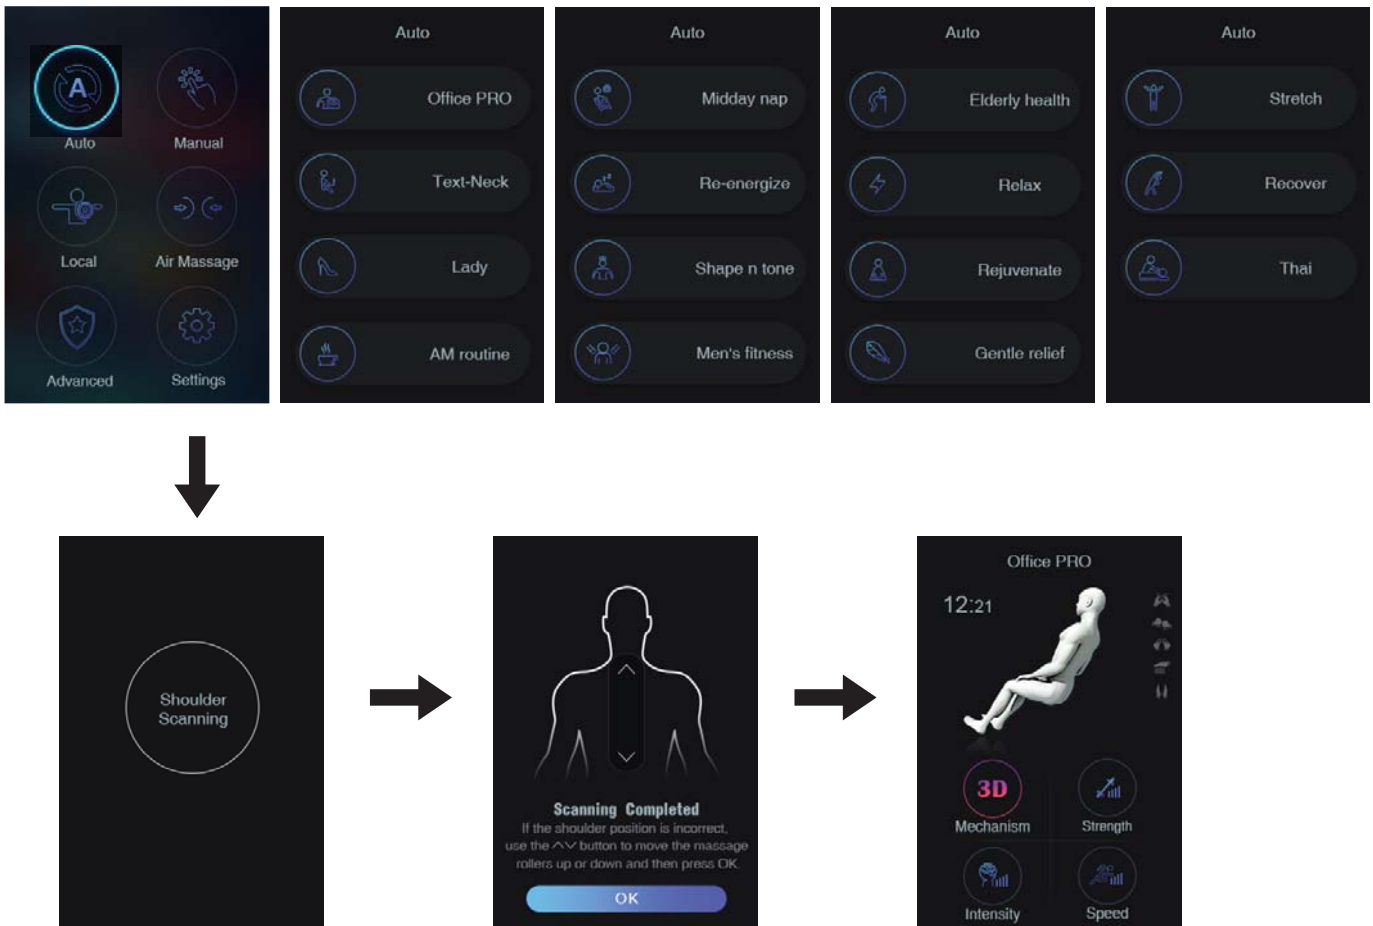 A
Auto
Manual
Local
Air Massage
Advanced
Settings
Auto
Office PRO
Text-Neck
Lady
AM routine
Auto
Midday nap
Re-energize
Shape n tone
Men's fitness
Auto
Elderly health
Relax
Rejuvenate
Gentle relief
Auto
Stretch
Recover
Thai
Shoulder
Scanning
Scanning Completed
If the shoulder position is incorrect,
use the ︿﹀ button to move the massage
rollers up or down and then press OK.
OK
Office PRO
12:21
3D
Mechanism
Strength
Intensity
Speed